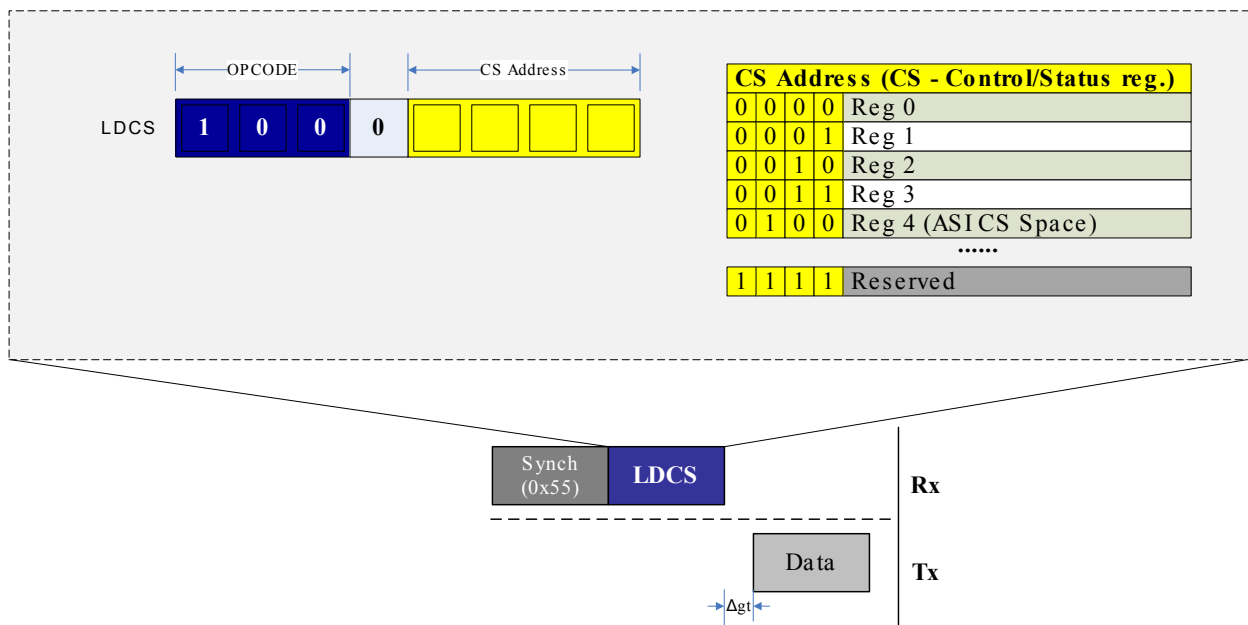 OPCODE CS Address
LDCS 1 0 0 0
CS Address (CS - Control/Status reg.)
0 0 0 0 Reg 0
0 0 0 1 Reg 1
0 0 1 0 Reg 2
0 0 1 1 Reg 3
0 1 0 0 Reg 4 (ASICS Space)
......
1 1 1 1 Reserved
Synch
(0x55)
LDCS
Rx
Data
Tx
Δgt